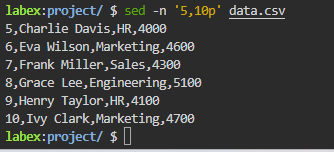 labex:project/ $ sed -n '5,10p' data.csv
5,Charlie Davis,HR,4000
6,Eva Wilson,Marketing,4600
7,Frank Miller,Sales,4300
8,Grace Lee,Engineering,5100
9,Henry Taylor,HR,4100
10,Ivy Clark,Marketing,4700
labex:project/ $